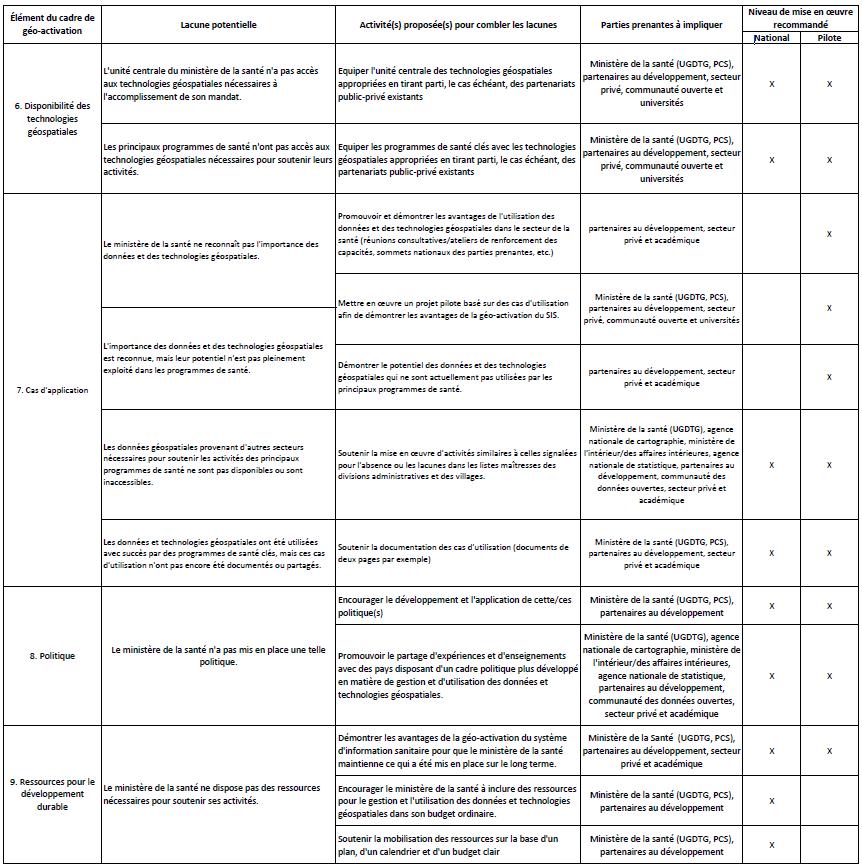 Élément du cadre de
géo-activation
Lacune potentielle
Activité(s) proposée(s) pour combler les lacunes
Parties prenantes à impliquer
Niveau de mise en œuvre
recommandé
National
Pilote
6. Disponibilité des
technologies
géospatiales
L'unité centrale du ministère de la santé n'a pas accès
aux technologies géospatiales nécessaires à
l'accomplissement de son mandat.
Equiper l'unité centrale des technologies géospatiales
appropriées en tirant parti, le cas échéant, des partenariats
public-privé existants
Ministère de la santé (UGDTG, PCS),
partenaires au développement, secteur
privé, communauté ouverte et
universités
X
X
Les principaux programmes de santé n'ont pas accès aux
technologies géospatiales nécessaires pour soutenir leurs
activités.
Equiper les programmes de santé clés avec les technologies
géospatiales appropriées en tirant parti, le cas échéant, des
partenariats public-privé existants
Ministère de la santé (UGDTG, PCS),
partenaires au développement, secteur
privé, communauté ouverte et
universités
X
X
7. Cas d'application
Le ministère de la santé ne reconnaît pas l'importance des
données et des technologies géospatiales.
Promouvoir et démontrer les avantages de l'utilisation des
données et des technologies géospatiales dans le secteur de la
santé (réunions consultatives/ateliers de renforcement des
capacités, sommets nationaux des parties prenantes, etc.)
partenaires au développement, secteur
privé et académique
X
Mettre en œuvre un projet pilote basé sur des cas d'utilisation
afin de démontrer les avantages de la géo-activation du SIS.
Ministère de la santé (UGDTG, PCS),
partenaires au développement, secteur
privé, communauté ouverte et universités
X
L'importance des données et des technologies géospatiales
est reconnue, mais leur potentiel n'est pas pleinement
exploité dans les programmes de santé.
Démontrer le potentiel des données et des technologies
géospatiales qui ne sont actuellement pas utilisées par les
principaux programmes de santé.
partenaires au développement, secteur
privé et académique
X
Les données géospatiales provenant d'autres secteurs
nécessaires pour soutenir les activités des principaux
programmes de santé ne sont pas disponibles ou sont
inaccessibles.
Soutenir la mise en œuvre d'activités similaires à celles signalées
pour l'absence ou les lacunes dans les listes maîtresses des
divisions administratives et des villages.
Ministère de la santé (UGDTG), agence
nationale de cartographie, ministère de
l'intérieur/des affaires intérieures, agence
nationale de statistique, partenaires au
développement, communauté des
données ouvertes, secteur privé et
académique
X
X
Les données et technologies géospatiales ont été utilisées
avec succès par des programmes de santé clés, mais ces cas
d'utilisation n'ont pas encore été documentés ou partagés.
Soutenir la documentation des cas d'utilisation (documents de
deux pages par exemple)
Ministère de la santé (UGDTG, PCS),
partenaires au développement, secteur
privé et académique
X
X
8. Politique
Le ministère de la santé n'a pas mis en place une telle
politique.
Encourager le développement et l'application de cette/ces
politique(s)
Ministère de la santé (UGDTG, PCS),
partenaires au développement
X
X
Promouvoir le partage d'expériences et d'enseignements
avec des pays disposant d'un cadre politique plus développé
en matière de gestion et d'utilisation des données et
technologies géospatiales.
Ministère de la santé (UGDTG), agence
nationale de cartographie, ministère de
l'intérieur/des affaires intérieures,
agence nationale de statistique,
partenaires au développement,
communauté des données ouvertes,
secteur privé et académique
X
X
9. Ressources pour le
développement
durable
Le ministère de la santé ne dispose pas des ressources
nécessaires pour soutenir ses activités.
Démontrer les avantages de la géo-activation du système
d'information sanitaire pour que le ministère de la santé
maintienne ce qui a été mis en place sur le long terme.
Ministère de la Santé (UGDTG, PCS),
partenaires au développement, secteur
privé et académique
X
X
Encourager le ministère de la santé à inclure des ressources
pour le gestion et l'utilisation des données et technologies
géospatiales dans son budget ordinaire.
Ministère de la santé (UGDTG, PCS),
partenaires au développement
X
Soutenir la mobilisation des ressources sur la base d'un
plan, d'un calendrier et d'un budget clair
Ministère de la santé (UGDTG, PCS),
partenaires au développement
X